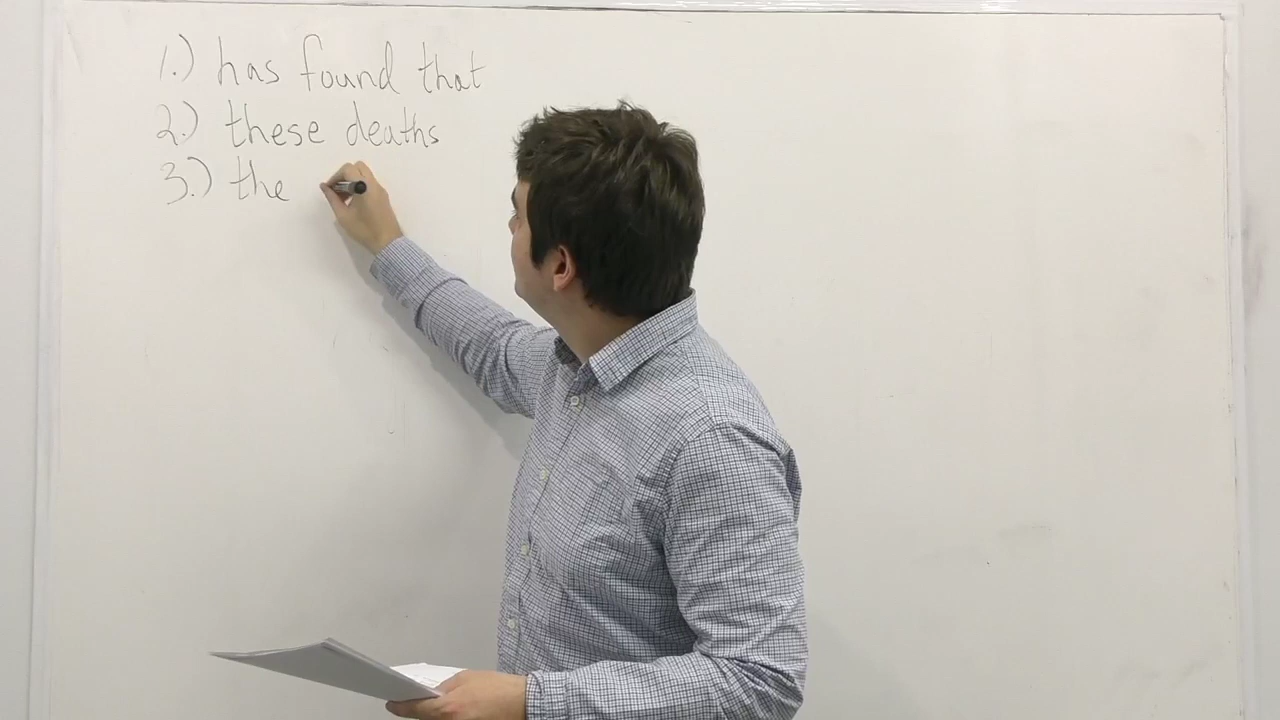 1.) has found that
2.) these deaths
3.) the